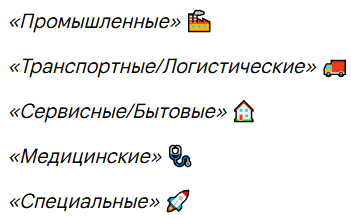 «Промышленные» 🏭
«Транспортные/Логистические» 🚚
«Сервисные/Бытовые» 🏠
«Медицинские» 🩺
«Специальные» 🚀